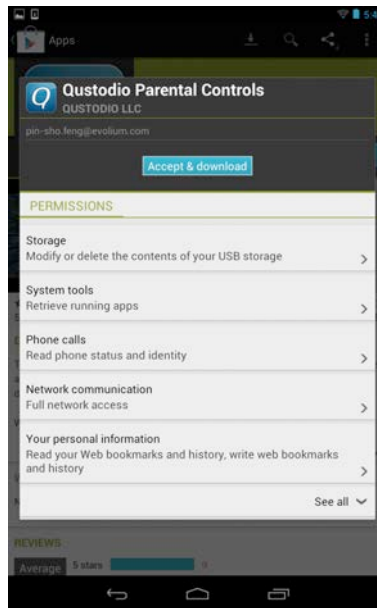 5:4
Apps
Qustodio Parental Controls
QUSTODIO LLC
pin-sho.feng@evolium.com
Accept & download
PERMISSIONS
Storage
Modify or delete the contents of your USB storage
System tools
Retrieve running apps
Phone calls
Read phone status and identity
Network communication
Full network access
Your personal information
Read your Web bookmarks and history, write web bookmarks
and history
See all
REVIEWS
Average 5 stars 0